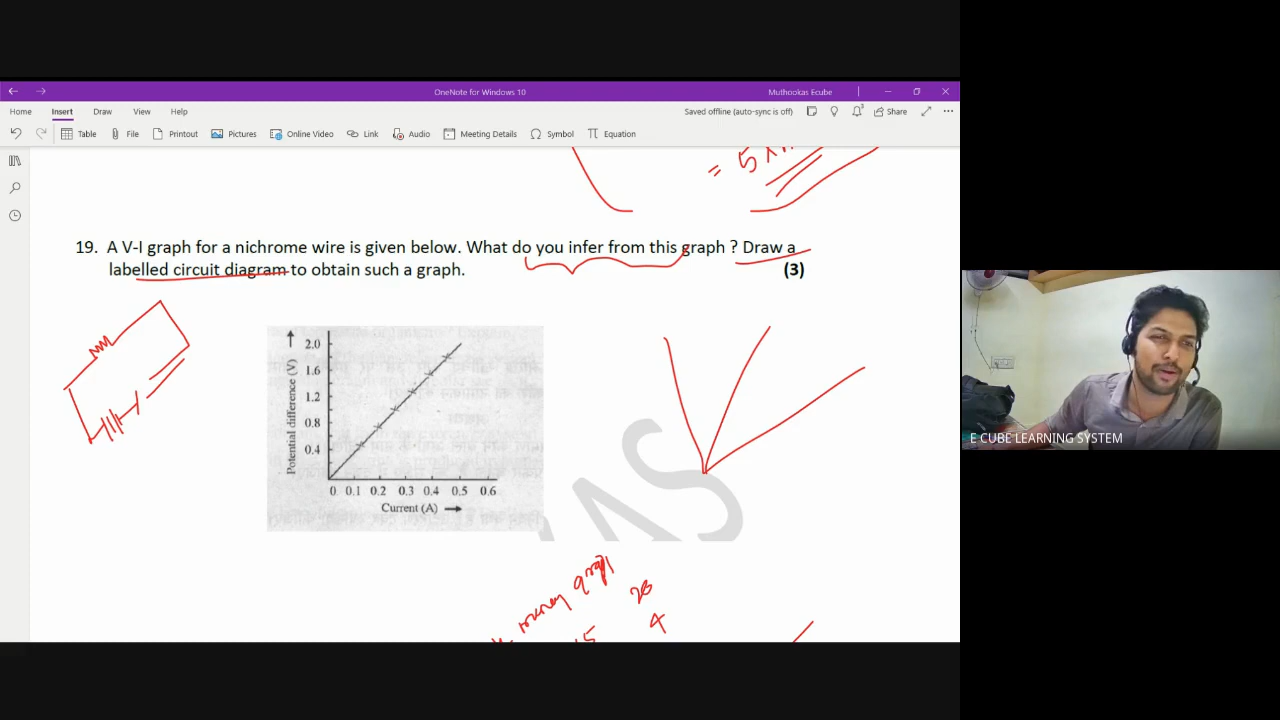 OneNote for Windows 10
Muthookas Ecube
Home Insert Draw View Help
Saved offline (auto-sync is off)
3
Share
Table File Printout Pictures Online Video Link Audio Meeting Details Symbol Equation
= 5
19. A V-I graph for a nichrome wire is given below. What do you infer from this graph ? Draw a
labelled circuit diagram to obtain such a graph.
(3)
Potential difference (V)
2.0
1.6
1.2
0.8
0.4
0 0.1 0.2 0.3 0.4 0.5 0.6
Current (A)
E CUBE LEARNING SYSTEM
4